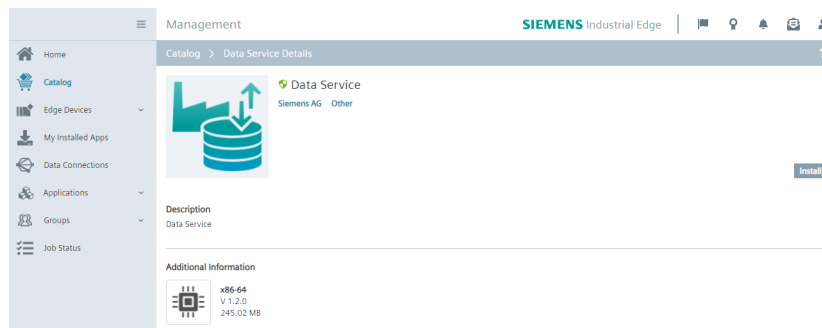 Management
SIEMENS Industrial Edge
Home
Catalog
Edge Devices
My Installed Apps
Data Connections
Applications
Groups
Job Status
Catalog > Data Service Details
Data Service
Siemens AG Other
Install
Description
Data Service
Additional Information
x86-64
V 1.2.0
245.02 MB